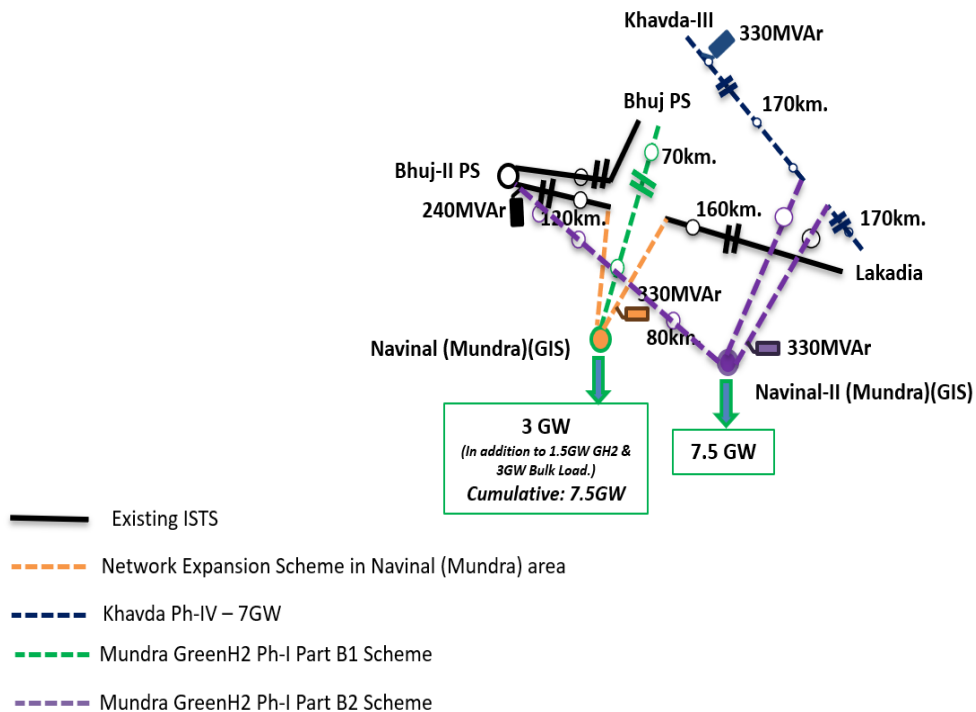 Khavda-III
330MVAr
Bhuj PS
170km.
70km.
Bhuj-II PS
240MVAr
120km.
160km.
170km.
Lakadia
330MVAr
80km.
Navinal (Mundra)(GIS)
330MVAr
Navinal-II (Mundra)(GIS)
3 GW
(In addition to 1.5GW GH2 &
3GW Bulk Load.)
Cumulative: 7.5GW
7.5 GW
Existing ISTS
Network Expansion Scheme in Navinal (Mundra) area
Khavda Ph-IV – 7GW
Mundra GreenH2 Ph-I Part B1 Scheme
Mundra GreenH2 Ph-I Part B2 Scheme